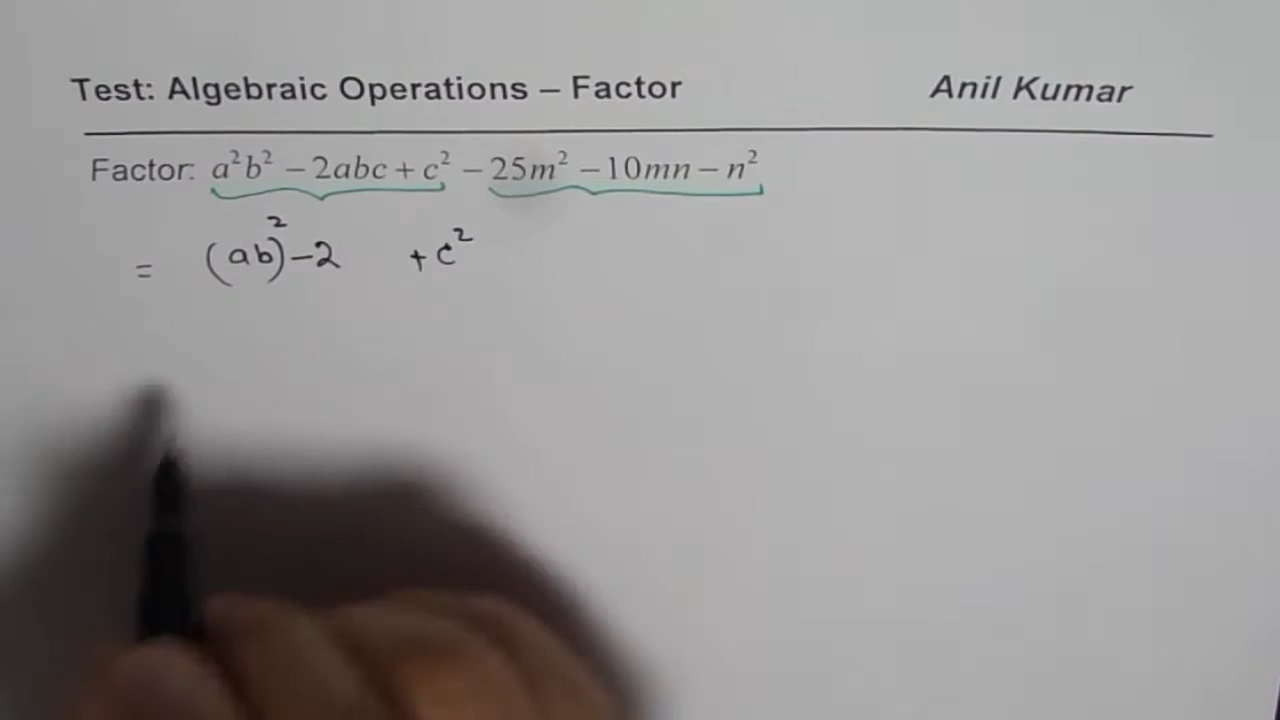 Test: Algebraic Operations – Factor Anil Kumar
Factor: a²b² − 2abc + c² − 25m² − 10mn − n²
= (ab)² − 2 + c²